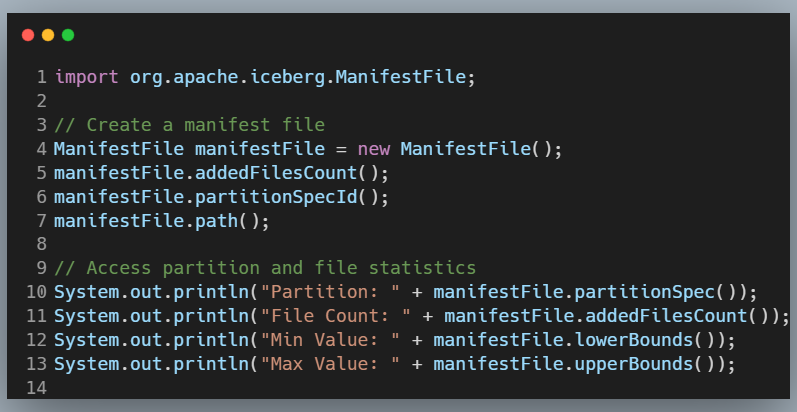 1 import org.apache.iceberg.ManifestFile;
2
3 // Create a manifest file
4 ManifestFile manifestFile = new ManifestFile();
5 manifestFile.addedFilesCount();
6 manifestFile.partitionSpecId();
7 manifestFile.path();
8
9 // Access partition and file statistics
10 System.out.println("Partition: " + manifestFile.partitionSpec());
11 System.out.println("File Count: " + manifestFile.addedFilesCount());
12 System.out.println("Min Value: " + manifestFile.lowerBounds());
13 System.out.println("Max Value: " + manifestFile.upperBounds());
14